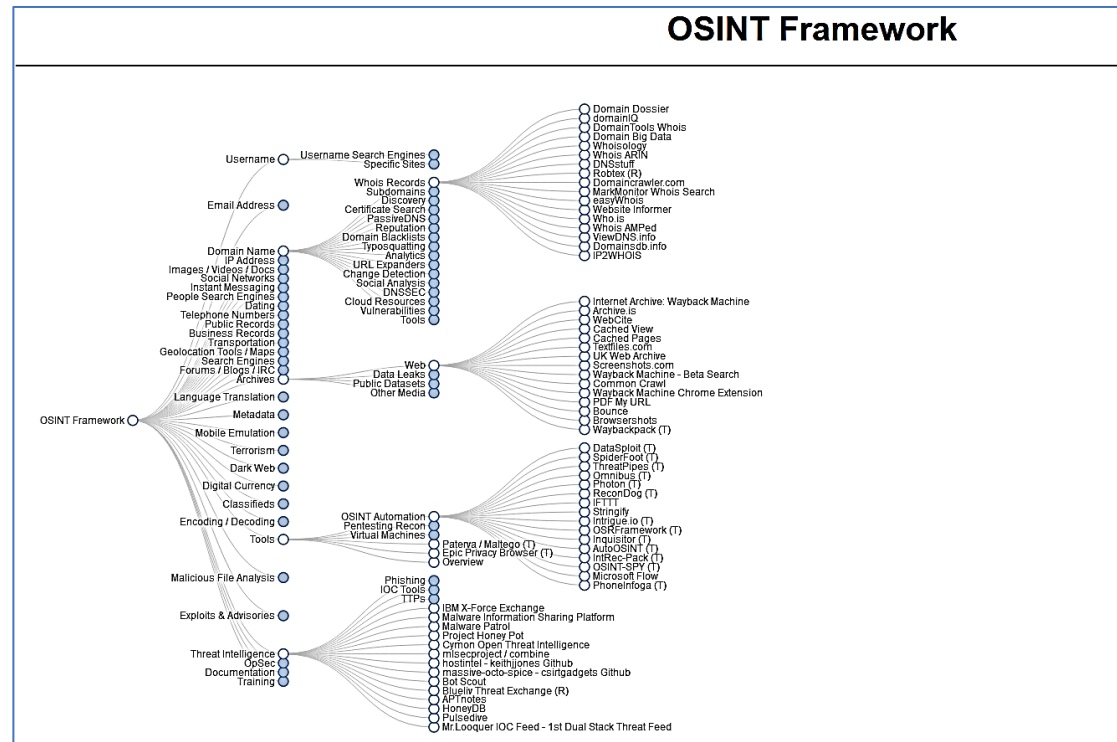 OSINT Framework
OSINT Framework
Username
Email Address
Domain Name
IP Address
Images / Videos / Docs
Social Networks
Instant Messaging
People Search Engines
Dating
Telephone Numbers
Public Records
Business Records
Transportation
Geolocation Tools / Maps
Search Engines
Forums / Blogs / IRC
Archives
Language Translation
Metadata
Mobile Emulation
Terrorism
Dark Web
Digital Currency
Classifieds
Encoding / Decoding
Tools
Malicious File Analysis
Exploits & Advisories
Threat Intelligence
OpSec
Documentation
Training
Username Search Engines
Specific Sites
Whois Records
Subdomains
Discovery
Certificate Search
PassiveDNS
Reputation
Domain Blacklists
Typosquatting
Analytics
URL Expanders
Change Detection
Social Analysis
DNSSEC
Cloud Resources
Vulnerabilities
Tools
Web
Data Leaks
Public Datasets
Other Media
OSINT Automation
Pentesting Recon
Virtual Machines
Paterva / Maltego (T)
Epic Privacy Browser (T)
Overview
Phishing
IOC Tools
TTPs
IBM X-Force Exchange
Malware Information Sharing Platform
Malware Patrol
Project Honey Pot
Cymon Open Threat Intelligence
mlsecproject / combine
hostintel - keithjjones Github
massive-octo-spice - csirtgadgets Github
Bot Scout
Blueliv Threat Exchange (R)
APTnotes
HoneyDB
Pulsedive
Mr.Looquer IOC Feed - 1st Dual Stack Threat Feed
Domain Dossier
domainIQ
DomainTools Whois
Domain Big Data
Whoisology
Whois ARIN
DNSstuff
Robtex (R)
Domaincrawler.com
MarkMonitor Whois Search
easyWhois
Website Informer
Who.is
Whois AMPed
ViewDNS.info
Domainsdb.info
IP2WHOIS
Internet Archive: Wayback Machine
Archive.is
WebCite
Cached View
Cached Pages
Textfiles.com
UK Web Archive
Screenshots.com
Wayback Machine - Beta Search
Common Crawl
Wayback Machine Chrome Extension
PDF My URL
Bounce
Browsershots
Waybackpack (T)
DataSploit (T)
SpiderFoot (T)
ThreatPipes (T)
Omnibus (T)
Photon (T)
ReconDog (T)
IFTTT
Stringify
Intrigue.io (T)
OSRFramework (T)
Inquisitor (T)
AutoOSINT (T)
IntRec-Pack (T)
OSINT-SPY (T)
Microsoft Flow
PhoneInfoga (T)